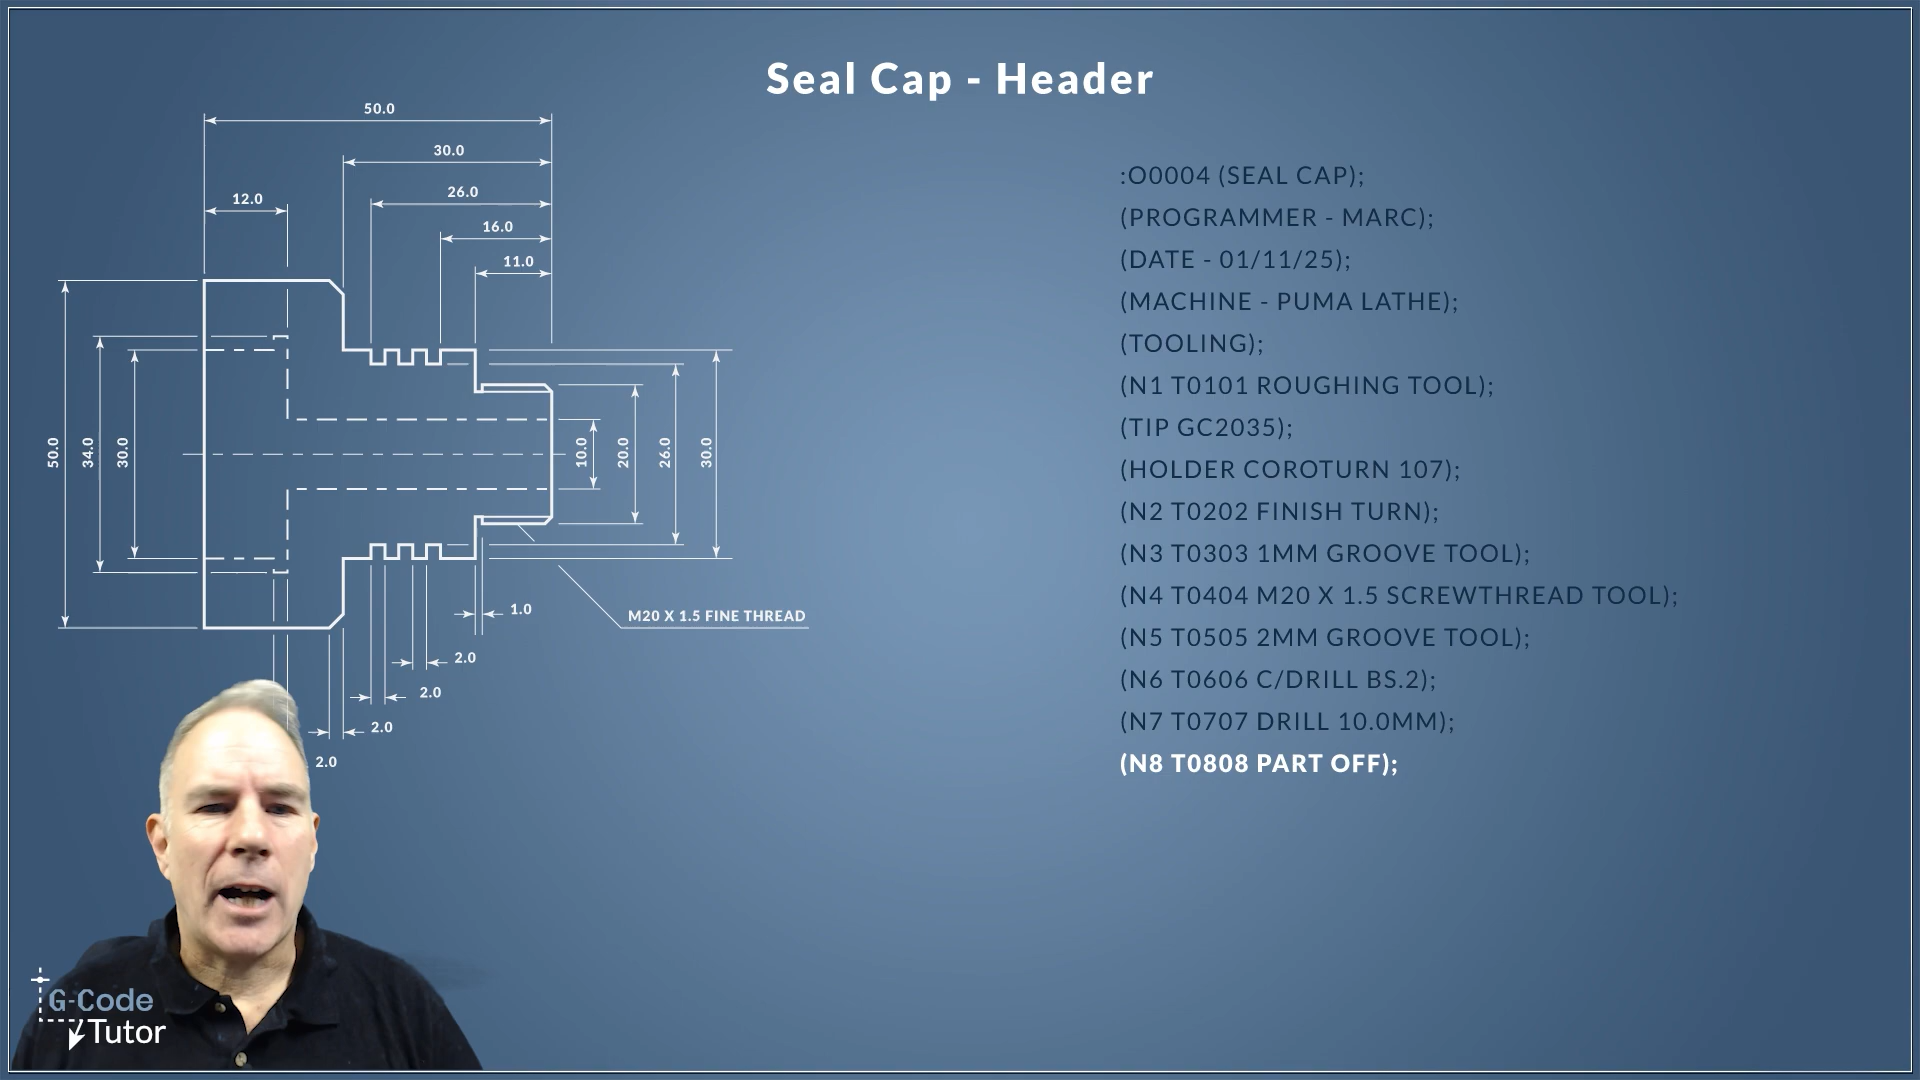 Seal Cap - Header
50.0
30.0
26.0
12.0
16.0
11.0
50.0
34.0
30.0
10.0
20.0
26.0
30.0
1.0
M20 X 1.5 FINE THREAD
2.0
2.0
2.0
2.0
:O0004 (SEAL CAP);
(PROGRAMMER - MARC);
(DATE - 01/11/25);
(MACHINE - PUMA LATHE);
(TOOLING);
(N1 T0101 ROUGHING TOOL);
(TIP GC2035);
(HOLDER COROTURN 107);
(N2 T0202 FINISH TURN);
(N3 T0303 1MM GROOVE TOOL);
(N4 T0404 M20 X 1.5 SCREWTHREAD TOOL);
(N5 T0505 2MM GROOVE TOOL);
(N6 T0606 C/DRILL BS.2);
(N7 T0707 DRILL 10.0MM);
(N8 T0808 PART OFF);
G-Code
Tutor